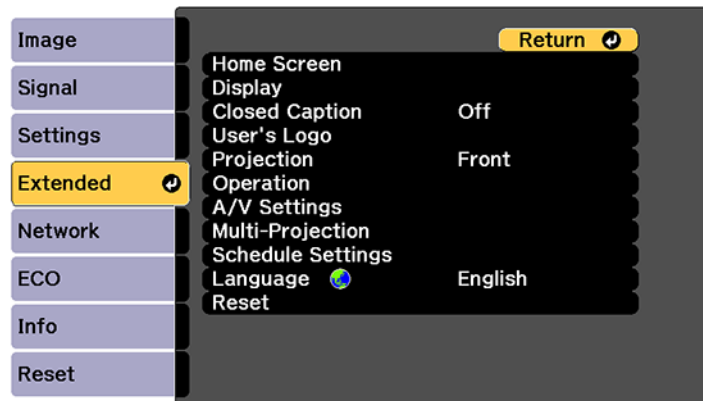 Image
Signal
Settings
Extended
Network
ECO
Info
Reset
Return
Home Screen
Display
Closed Caption Off
User's Logo
Projection Front
Operation
A/V Settings
Multi-Projection
Schedule Settings
Language English
Reset